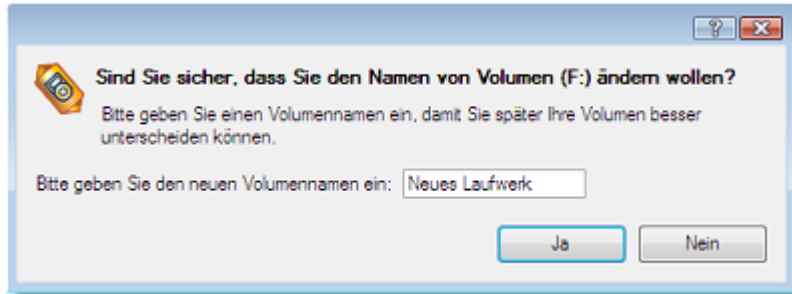 Sind Sie sicher, dass Sie den Namen von Volumen (F:) ändern wollen?
Bitte geben Sie einen Volumennamen ein, damit Sie später Ihre Volumen besser
unterscheiden können.
Bitte geben Sie den neuen Volumennamen ein: Neues Laufwerk
Ja Nein